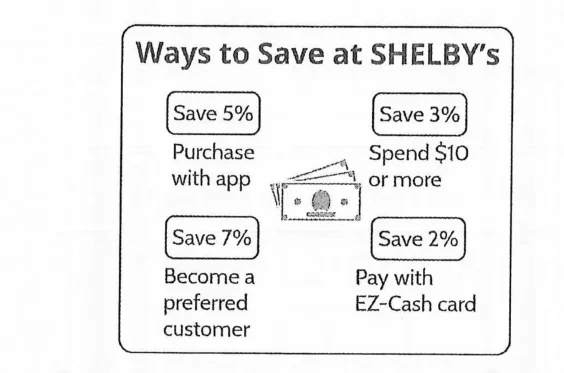 Ways to Save at SHELBY's
Save 5%
Purchase
with app
Save 3%
Spend $10
or more
Save 7%
Become a
preferred
customer
Save 2%
Pay with
EZ-Cash card